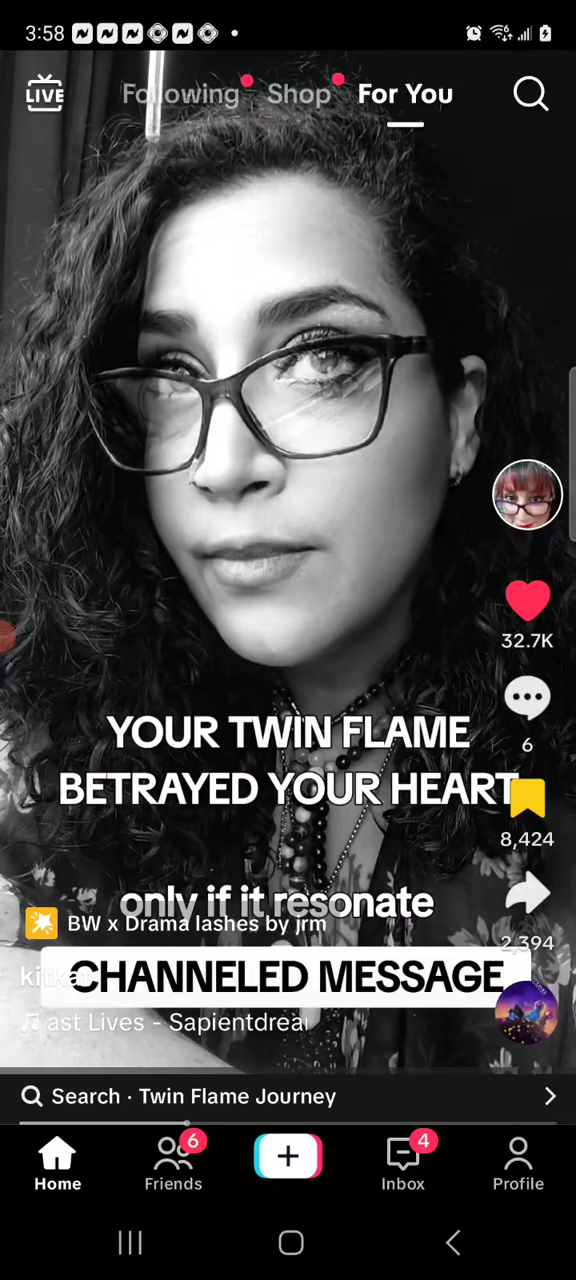 3:58
LIVE
Following
Shop
For You
32.7K
6
YOUR TWIN FLAME
BETRAYED YOUR HEART
8,424
only if it resonate
BW x Drama lashes by jrm
2,394
CHANNELED MESSAGE
ast Lives - Sapientdrea
Search · Twin Flame Journey
6
4
Home
Friends
Inbox
Profile